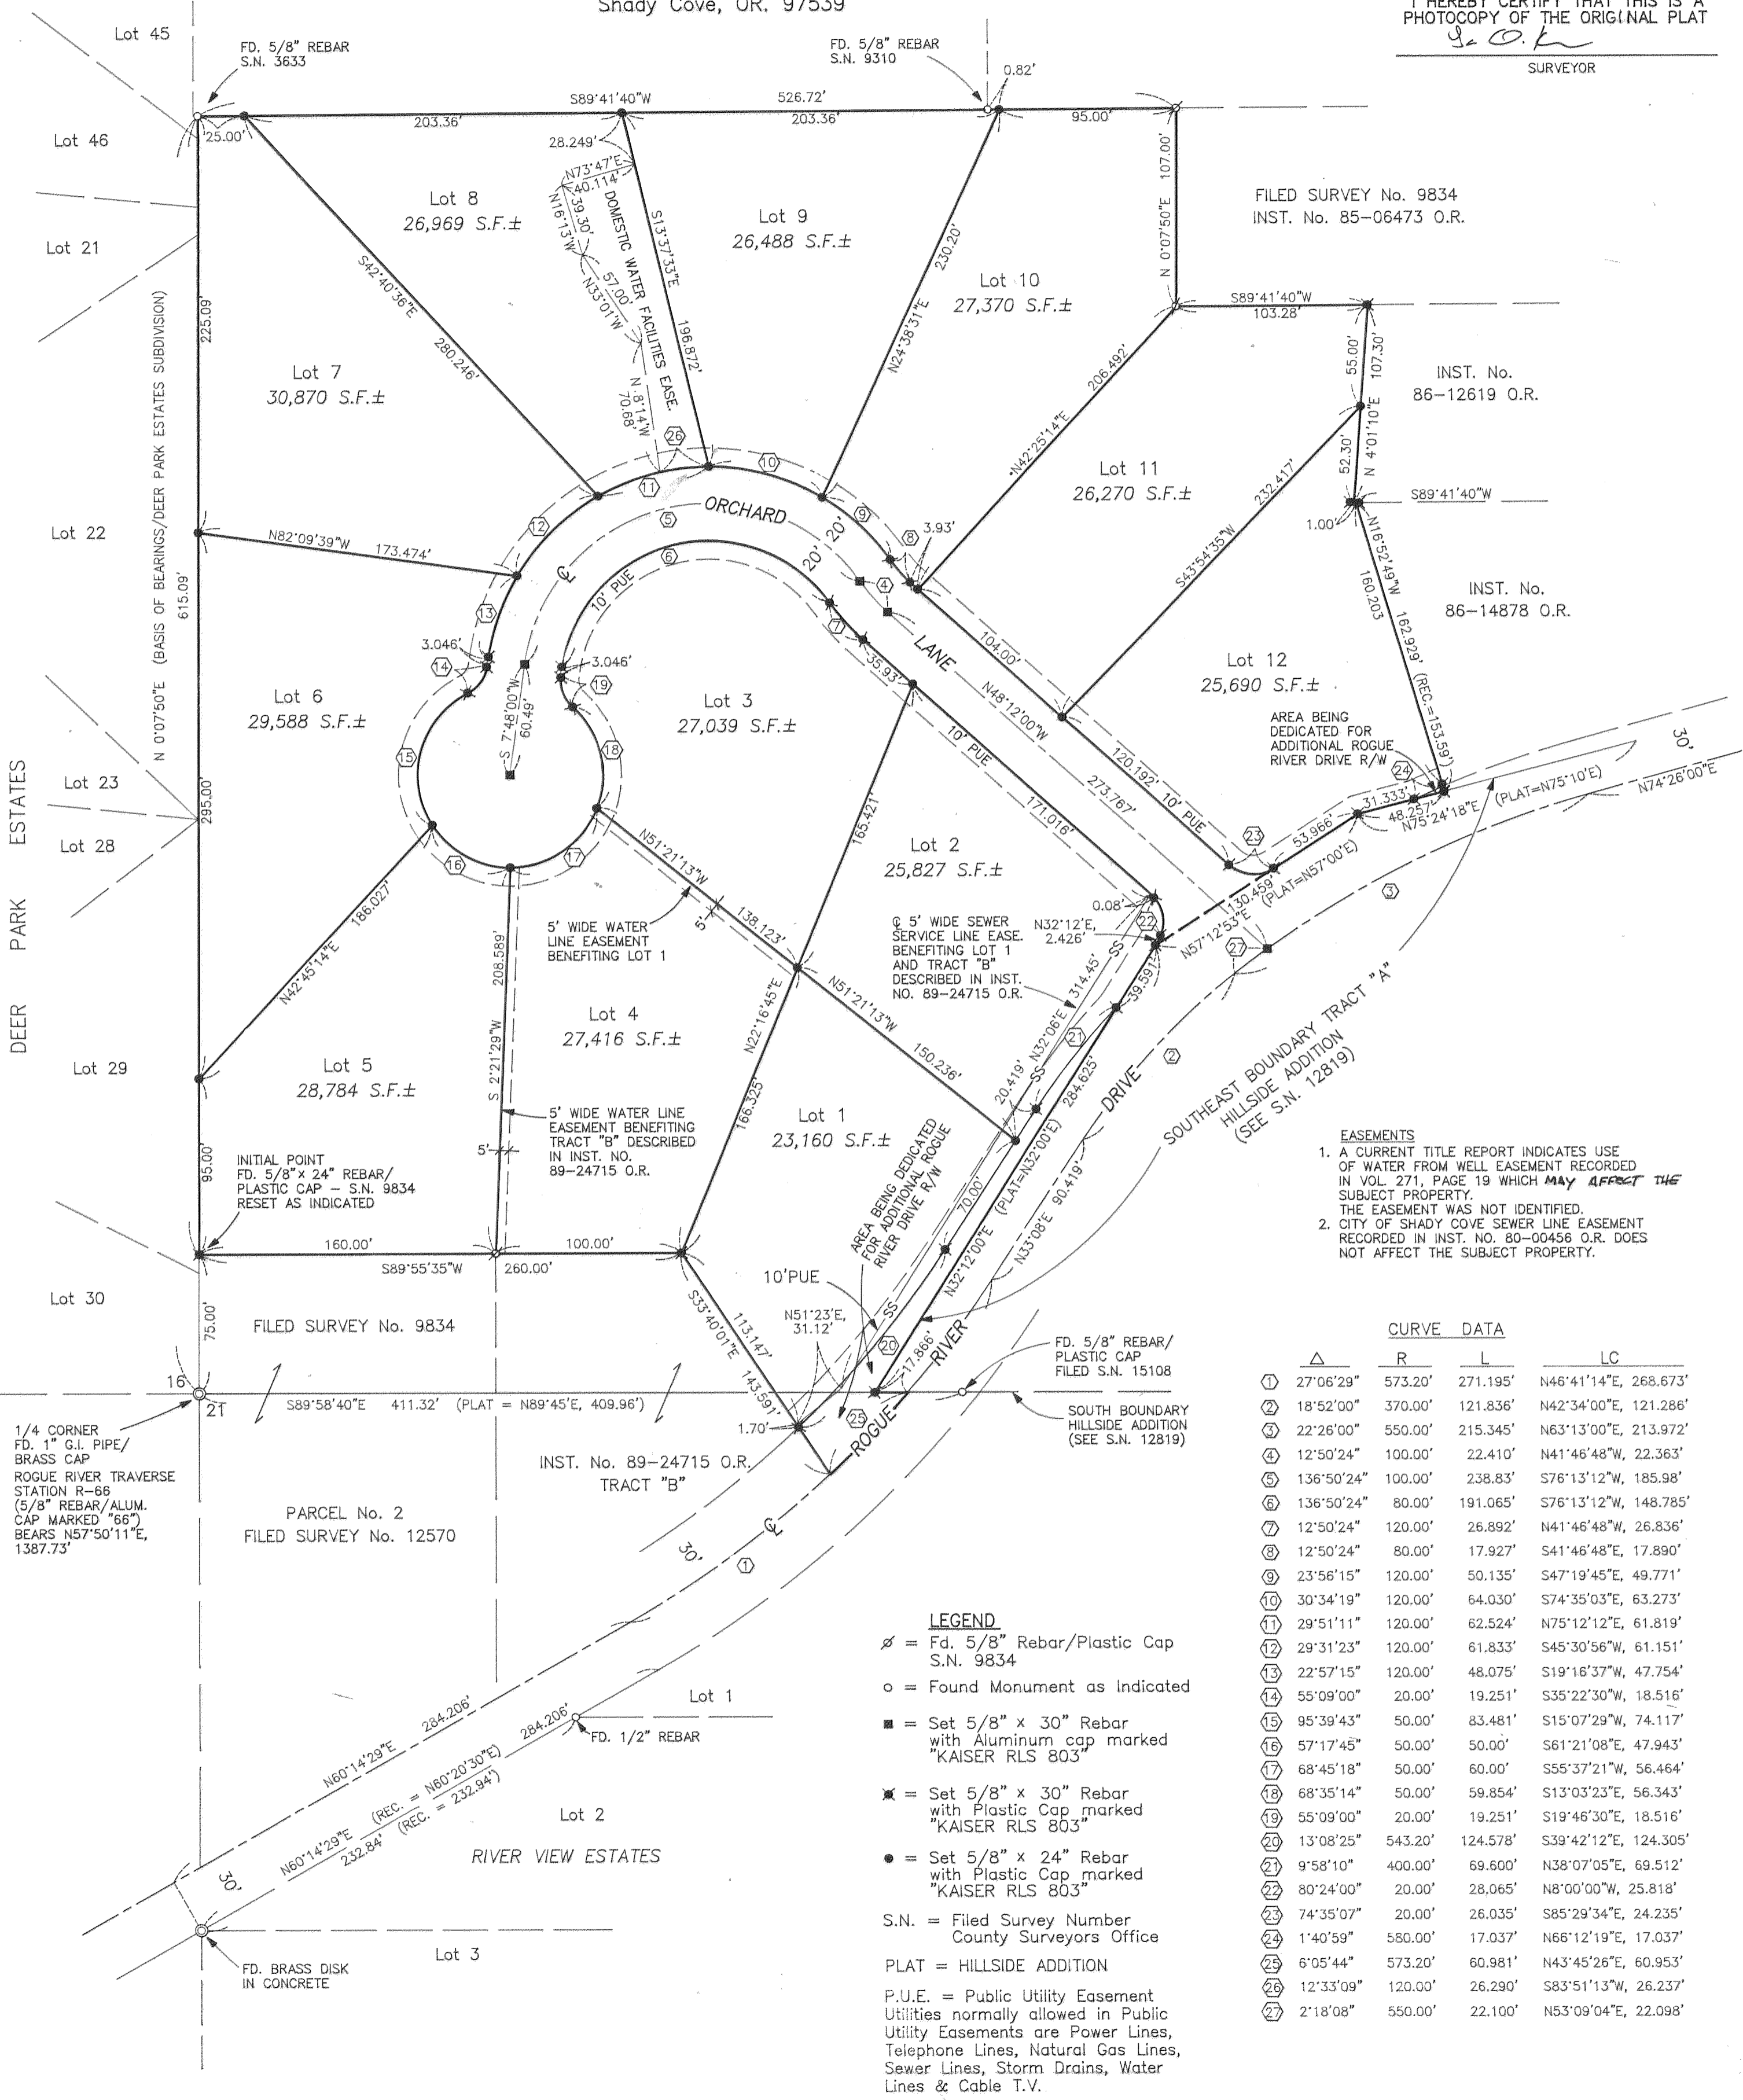 Shady Cove, OR. 97539
I HEREBY CERTIFY THAT THIS IS A
PHOTOCOPY OF THE ORIGINAL PLAT
SURVEYOR
Lot 45
FD. 5/8" REBAR
S.N. 3633
FD. 5/8" REBAR
S.N. 9310
0.82'
S89°41'40"W
526.72'
25.00'
203.36'
203.36'
95.00'
Lot 46
28.249'
N73°47'E
40.114'
39.30'
N16°13'W
57.00'
N33°01'W
N 8°14'W
70.68'
DOMESTIC WATER FACILITIES EASE.
Lot 8
26,969 S.F.±
Lot 9
26,488 S.F.±
S13°37'33"E
196.872'
230.20'
N24°38'31"E
N 0°07'50"E 107.00'
FILED SURVEY No. 9834
INST. No. 85-06473 O.R.
Lot 21
S42°40'36"E
280.246'
Lot 10
27,370 S.F.±
S89°41'40"W
103.28'
225.09'
N 0°07'50"E (BASIS OF BEARINGS/DEER PARK ESTATES SUBDIVISION)
615.09'
Lot 7
30,870 S.F.±
206.492'
N42°25'14"E
55.00'
107.30'
N 4°01'10"E
52.30'
INST. No.
86-12619 O.R.
26
10
11
12
5
6
9
8
4
7
ORCHARD
LANE
20' 20'
3.93'
Lot 11
26,270 S.F.±
232.417'
S43°54'35"W
S89°41'40"W
1.00'
Lot 22
N82°09'39"W 173.474'
℄
10' PUE
N16°52'49"W 162.929' (REC.=153.59')
160.203
INST. No.
86-14878 O.R.
13
3.046'
14
3.046'
19
35.93'
104.00'
N48°12'00"W
273.767'
Lot 12
25,690 S.F.±
Lot 6
29,588 S.F.±
S 7°48'00"W
60.49'
Lot 3
27,039 S.F.±
10' PUE
120.192' 10' PUE
AREA BEING
DEDICATED FOR
ADDITIONAL ROGUE
RIVER DRIVE R/W
30'
15
18
24
Lot 23
295.00'
31.333'
48.257'
(PLAT=N75°10'E)
N75°24'18"E
N74°26'00"E
DEER PARK ESTATES
Lot 28
16
17
N51°21'13"W
138.123'
5'
165.421'
171.016'
Lot 2
25,827 S.F.±
23
53.966'
130.459'
(PLAT=N57°00'E)
N57°12'53"E
3
186.027'
N42°45'14"E
208.589'
S 2°21'29"W
5' WIDE WATER
LINE EASEMENT
BENEFITING LOT 1
℄ 5' WIDE SEWER
SERVICE LINE EASE.
BENEFITING LOT 1
AND TRACT "B"
DESCRIBED IN INST.
NO. 89-24715 O.R.
0.08'
22
N32°12'E,
2.426'
27
SS
314.45'
39.591'
N32°06'E
21
2
Lot 4
27,416 S.F.±
N51°21'13"W
150.236'
N22°16'45"E
166.325'
20.419'
SS
284.625'
DRIVE
SOUTHEAST BOUNDARY TRACT "A"
HILLSIDE ADDITION
(SEE S.N. 12819)
Lot 29
Lot 5
28,784 S.F.±
5' WIDE WATER LINE
EASEMENT BENEFITING
TRACT "B" DESCRIBED
IN INST. NO.
89-24715 O.R.
5'
Lot 1
23,160 S.F.±
AREA BEING DEDICATED
FOR ADDITIONAL ROGUE
RIVER DRIVE R/W
70.00'
N32°12'00"E (PLAT=N32°00'E)
N33°08'E 90.419'
EASEMENTS
1. A CURRENT TITLE REPORT INDICATES USE
OF WATER FROM WELL EASEMENT RECORDED
IN VOL. 271, PAGE 19 WHICH MAY AFFECT THE
SUBJECT PROPERTY.
THE EASEMENT WAS NOT IDENTIFIED.
2. CITY OF SHADY COVE SEWER LINE EASEMENT
RECORDED IN INST. NO. 80-00456 O.R. DOES
NOT AFFECT THE SUBJECT PROPERTY.
95.00'
INITIAL POINT
FD. 5/8"x 24" REBAR/
PLASTIC CAP – S.N. 9834
RESET AS INDICATED
160.00'
100.00'
S89°55'35"W
260.00'
Lot 30
75.00'
FILED SURVEY No. 9834
S33°40'01"E
113.147'
143.591'
10'PUE
N51°23'E,
31.12'
SS
20
17.866'
RIVER
FD. 5/8" REBAR/
PLASTIC CAP
FILED S.N. 15108
16
21
S89°58'40"E 411.32' (PLAT = N89°45'E, 409.96')
1.70'
25
ROGUE
SOUTH BOUNDARY
HILLSIDE ADDITION
(SEE S.N. 12819)
1/4 CORNER
FD. 1" G.I. PIPE/
BRASS CAP
ROGUE RIVER TRAVERSE
STATION R-66
(5/8" REBAR/ALUM.
CAP MARKED "66")
BEARS N57°50'11"E,
1387.73'
INST. No. 89-24715 O.R.
TRACT "B"
PARCEL No. 2
FILED SURVEY No. 12570
℄
30'
1
284.206'
N60°14'29"E
284.206'
Lot 1
FD. 1/2" REBAR
N60°14'29"E (REC. = N60°20'30"E)
232.84' (REC. = 232.94')
Lot 2
RIVER VIEW ESTATES
30'
Lot 3
FD. BRASS DISK
IN CONCRETE
LEGEND
= Fd. 5/8" Rebar/Plastic Cap
S.N. 9834
= Found Monument as Indicated
= Set 5/8" x 30" Rebar
with Aluminum cap marked
"KAISER RLS 803"
= Set 5/8" x 30" Rebar
with Plastic Cap marked
"KAISER RLS 803"
= Set 5/8" x 24" Rebar
with Plastic Cap marked
"KAISER RLS 803"
S.N. = Filed Survey Number
County Surveyors Office
PLAT = HILLSIDE ADDITION
P.U.E. = Public Utility Easement
Utilities normally allowed in Public
Utility Easements are Power Lines,
Telephone Lines, Natural Gas Lines,
Sewer Lines, Storm Drains, Water
Lines & Cable T.V.
CURVE DATA
△ R L LC
1 27°06'29" 573.20' 271.195' N46°41'14"E, 268.673'
2 18°52'00" 370.00' 121.836' N42°34'00"E, 121.286'
3 22°26'00" 550.00' 215.345' N63°13'00"E, 213.972'
4 12°50'24" 100.00' 22.410' N41°46'48"W, 22.363'
5 136°50'24" 100.00' 238.83' S76°13'12"W, 185.98'
6 136°50'24" 80.00' 191.065' S76°13'12"W, 148.785'
7 12°50'24" 120.00' 26.892' N41°46'48"W, 26.836'
8 12°50'24" 80.00' 17.927' S41°46'48"E, 17.890'
9 23°56'15" 120.00' 50.135' S47°19'45"E, 49.771'
10 30°34'19" 120.00' 64.030' S74°35'03"E, 63.273'
11 29°51'11" 120.00' 62.524' N75°12'12"E, 61.819'
12 29°31'23" 120.00' 61.833' S45°30'56"W, 61.151'
13 22°57'15" 120.00' 48.075' S19°16'37"W, 47.754'
14 55°09'00" 20.00' 19.251' S35°22'30"W, 18.516'
15 95°39'43" 50.00' 83.481' S15°07'29"W, 74.117'
16 57°17'45" 50.00' 50.00' S61°21'08"E, 47.943'
17 68°45'18" 50.00' 60.00' S55°37'21"W, 56.464'
18 68°35'14" 50.00' 59.854' S13°03'23"E, 56.343'
19 55°09'00" 20.00' 19.251' S19°46'30"E, 18.516'
20 13°08'25" 543.20' 124.578' S39°42'12"E, 124.305'
21 9°58'10" 400.00' 69.600' N38°07'05"E, 69.512'
22 80°24'00" 20.00' 28.065' N8°00'00"W, 25.818'
23 74°35'07" 20.00' 26.035' S85°29'34"E, 24.235'
24 1°40'59" 580.00' 17.037' N66°12'19"E, 17.037'
25 6°05'44" 573.20' 60.981' N43°45'26"E, 60.953'
26 12°33'09" 120.00' 26.290' S83°51'13"W, 26.237'
27 2°18'08" 550.00' 22.100' N53°09'04"E, 22.098'